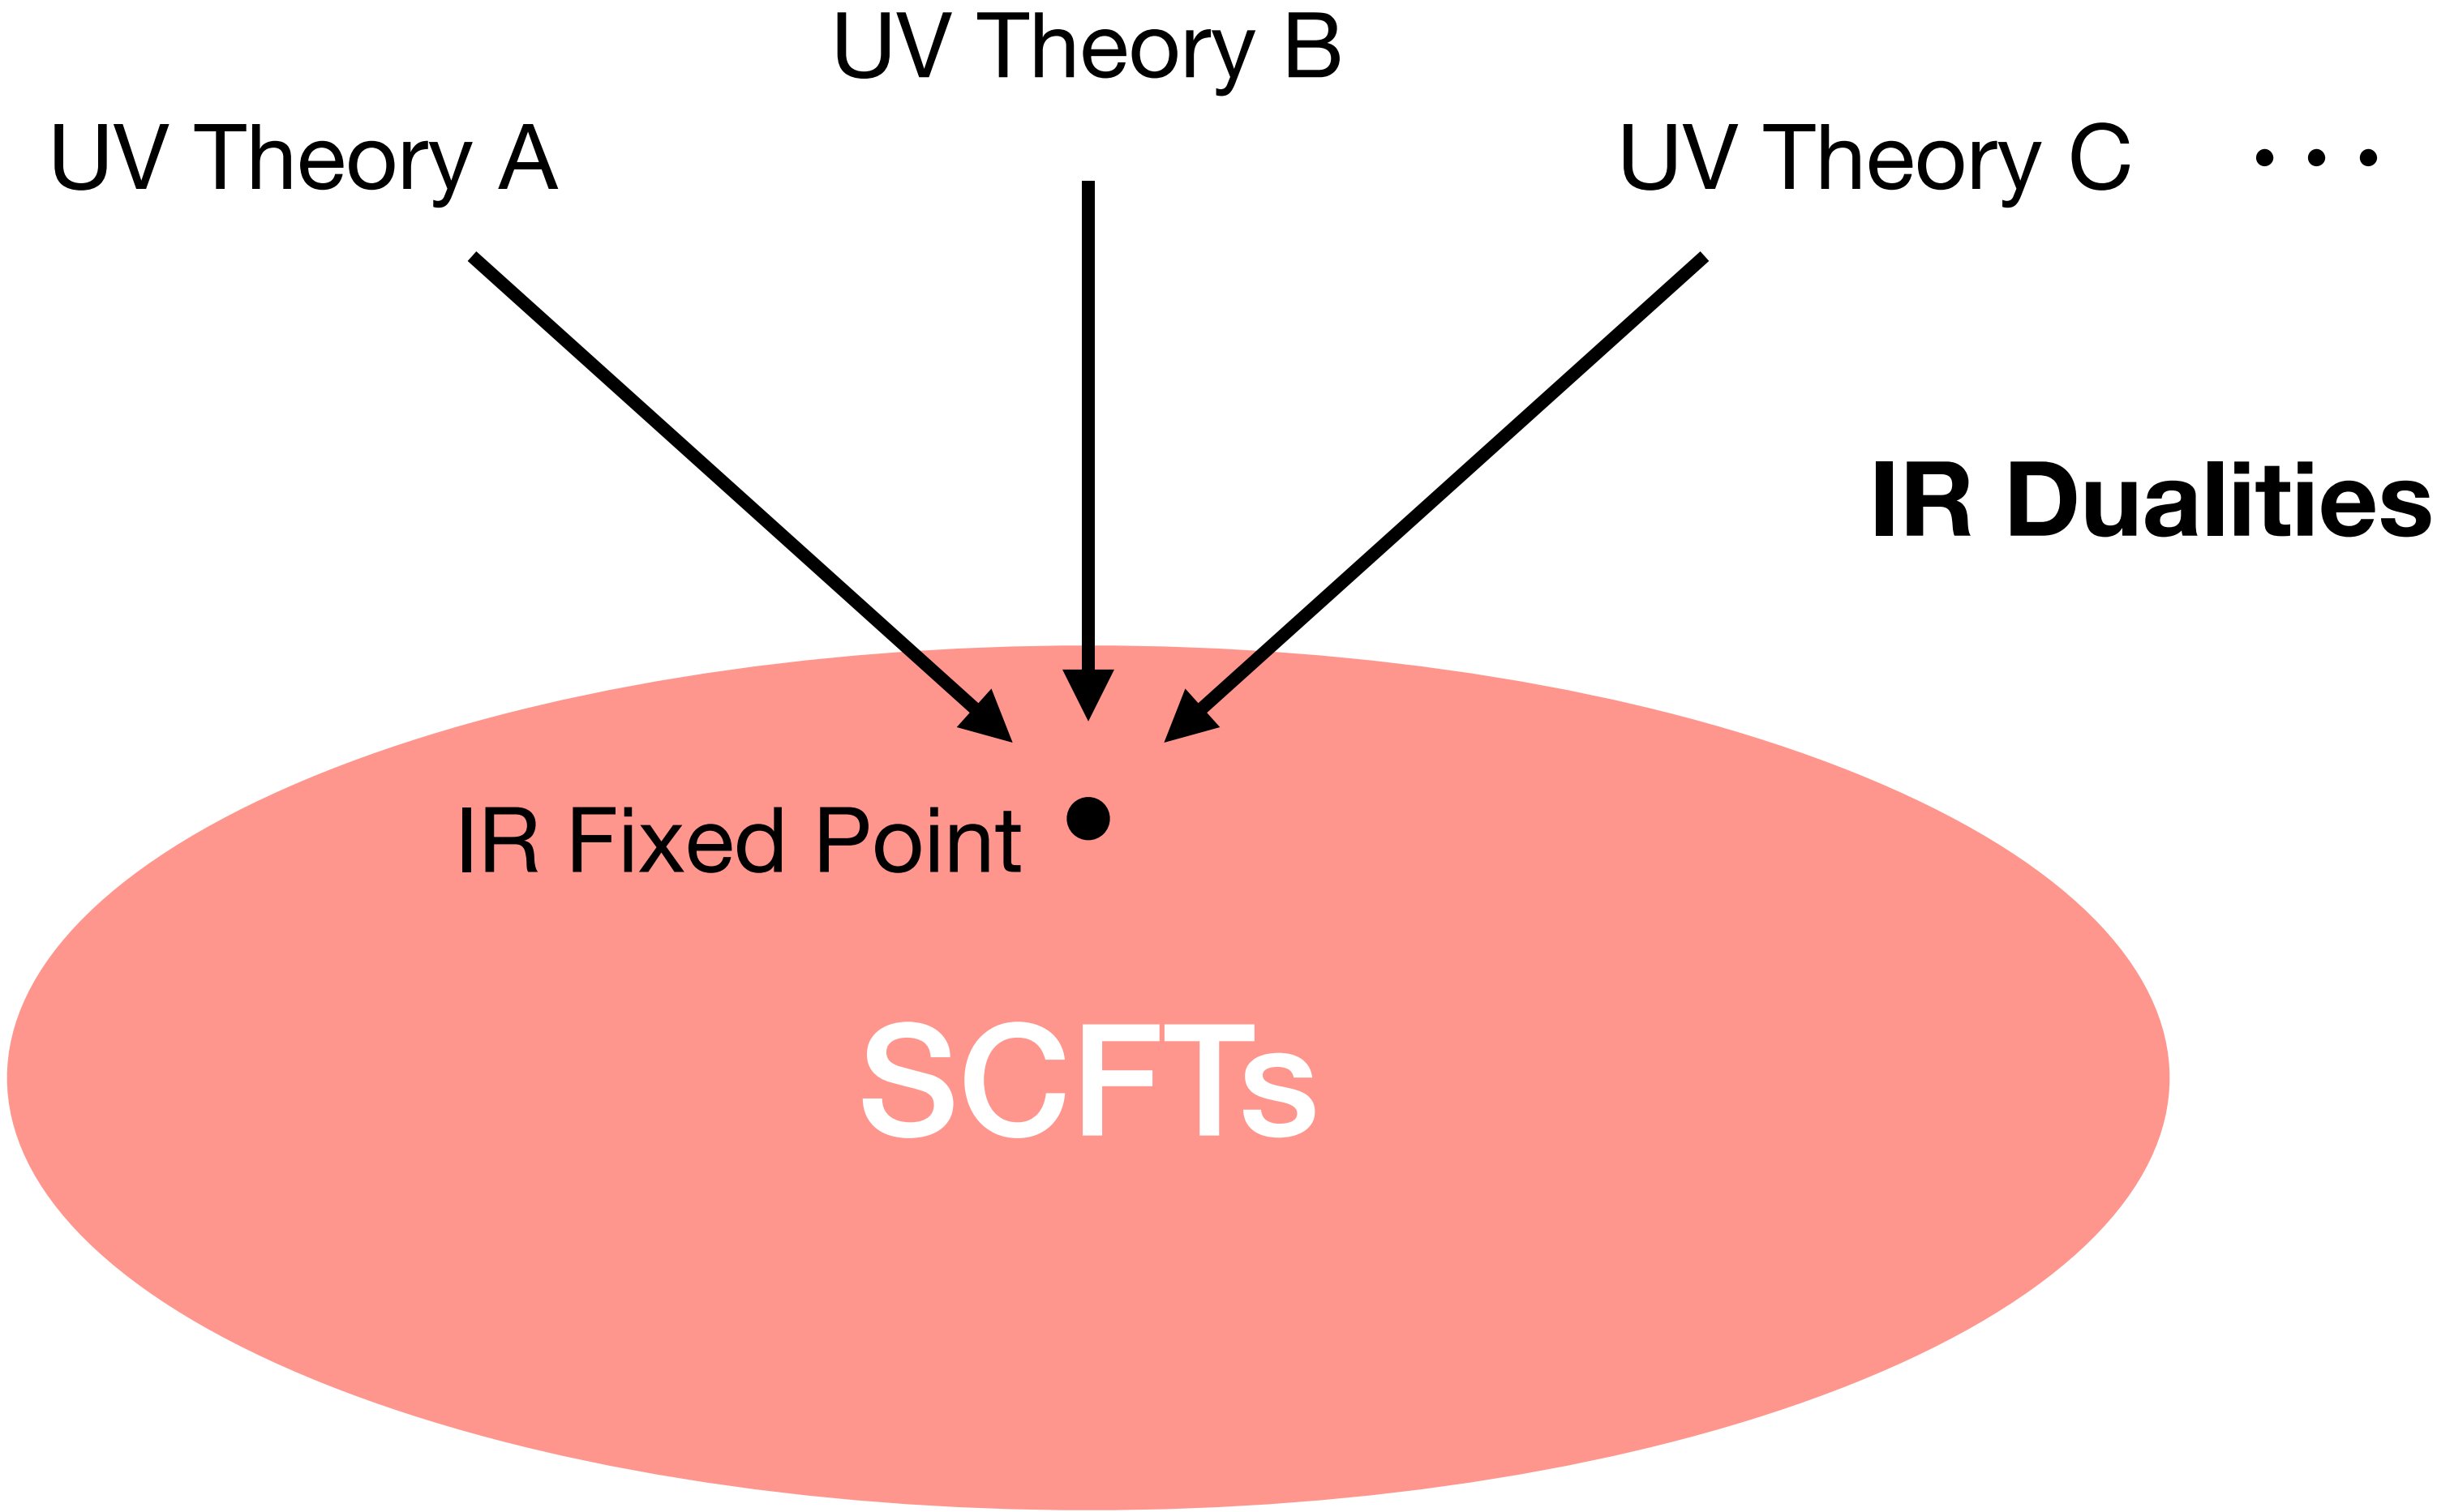 UV Theory B
UV Theory A
UV Theory C ...
IR Dualities
IR Fixed Point
SCFTs